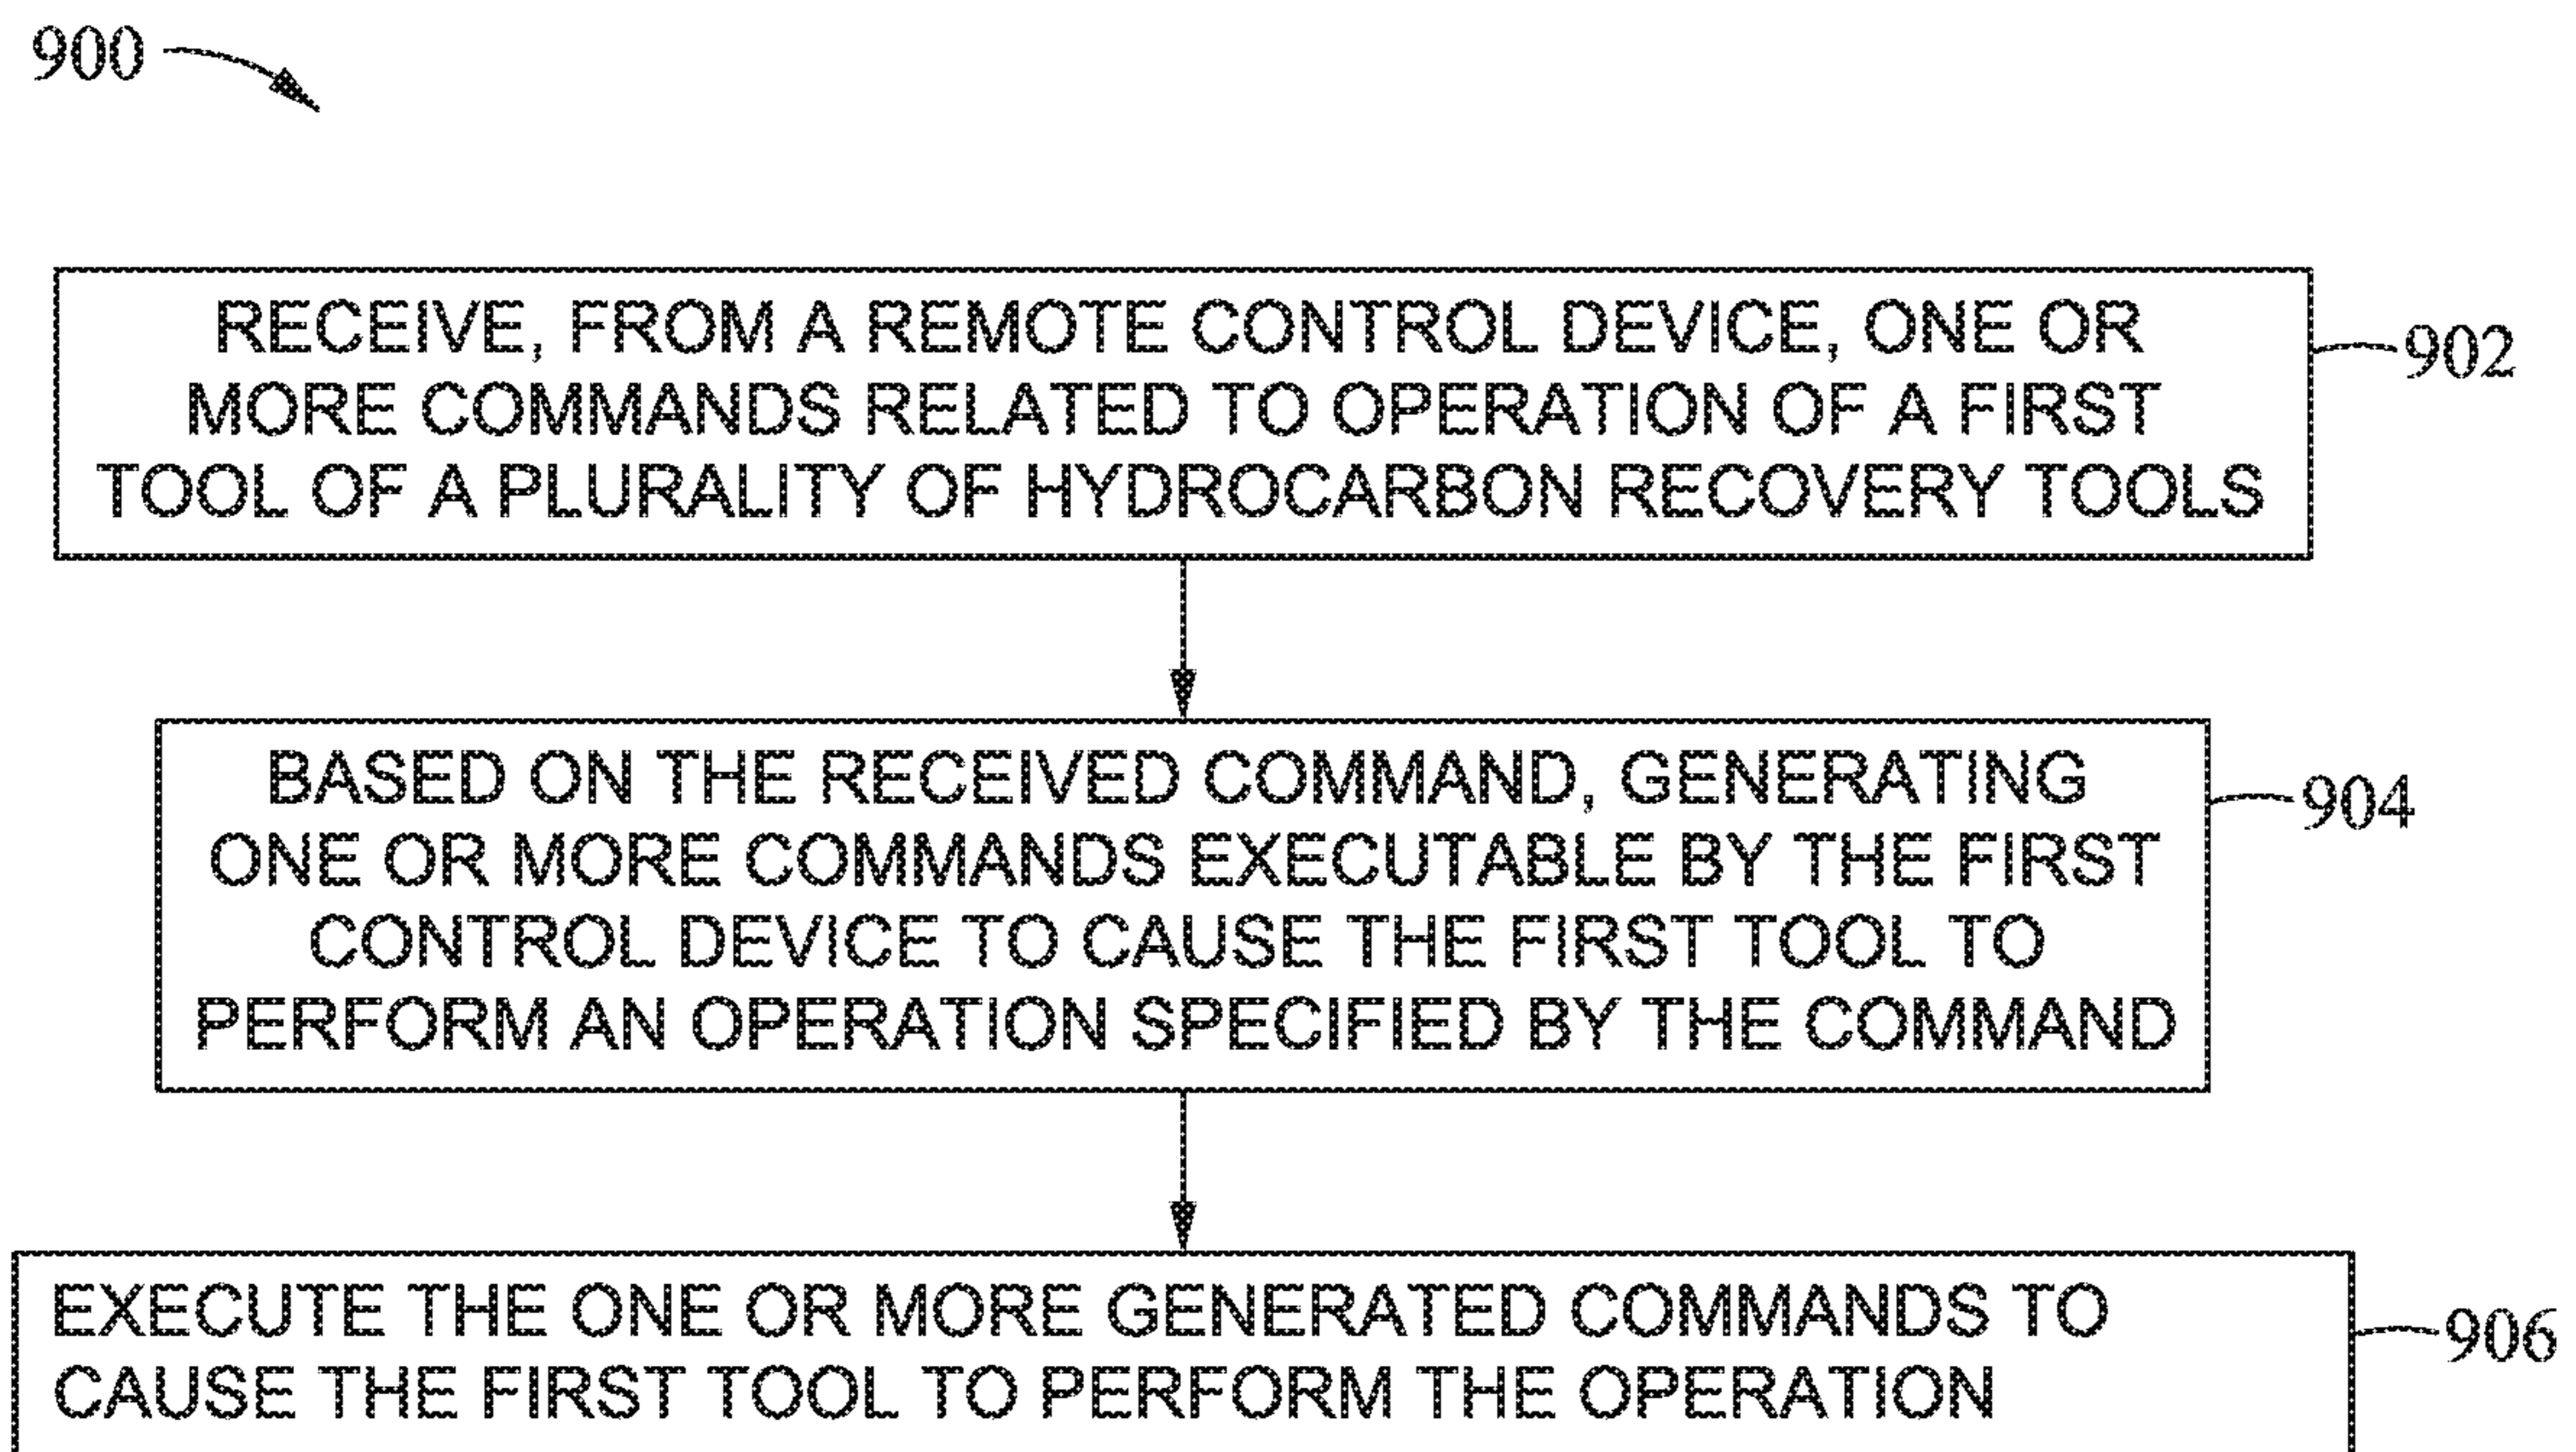 900
RECEIVE, FROM A REMOTE CONTROL DEVICE, ONE OR
MORE COMMANDS RELATED TO OPERATION OF A FIRST
TOOL OF A PLURALITY OF HYDROCARBON RECOVERY TOOLS
902
BASED ON THE RECEIVED COMMAND, GENERATING
ONE OR MORE COMMANDS EXECUTABLE BY THE FIRST
CONTROL DEVICE TO CAUSE THE FIRST TOOL TO
PERFORM AN OPERATION SPECIFIED BY THE COMMAND
904
EXECUTE THE ONE OR MORE GENERATED COMMANDS TO
CAUSE THE FIRST TOOL TO PERFORM THE OPERATION
906